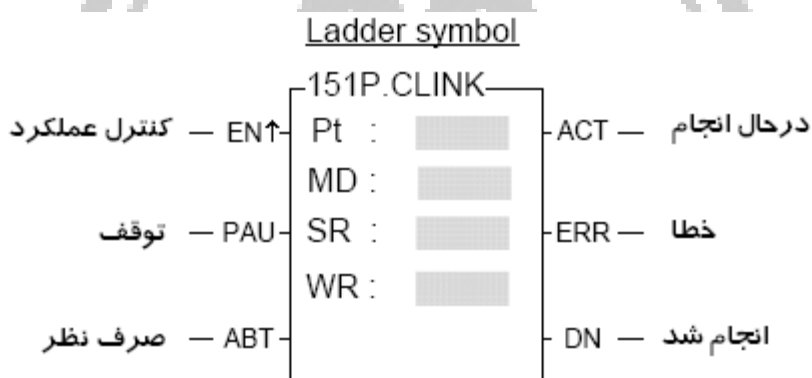 Ladder symbol
151P.CLINK
کنترل عملکرد — EN↑ Pt : ACT — درحال انجام
MD :
توقف — PAU SR : ERR — خطا
WR :
صرف نظر — ABT DN — انجام شد